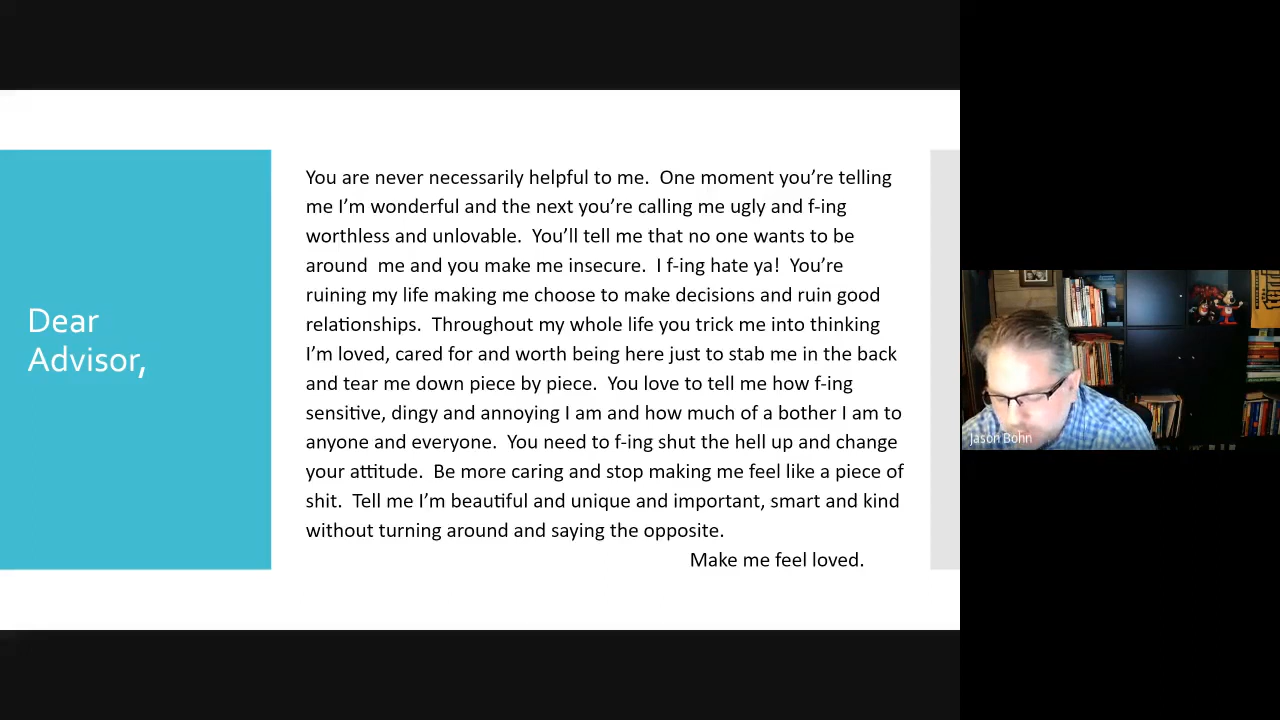 Dear
Advisor,
You are never necessarily helpful to me.  One moment you're telling
me I'm wonderful and the next you're calling me ugly and f-ing
worthless and unlovable.  You'll tell me that no one wants to be
around  me and you make me insecure.  I f-ing hate ya!  You're
ruining my life making me choose to make decisions and ruin good
relationships.  Throughout my whole life you trick me into thinking
I'm loved, cared for and worth being here just to stab me in the back
and tear me down piece by piece.  You love to tell me how f-ing
sensitive, dingy and annoying I am and how much of a bother I am to
anyone and everyone.  You need to f-ing shut the hell up and change
your attitude.  Be more caring and stop making me feel like a piece of
shit.  Tell me I'm beautiful and unique and important, smart and kind
without turning around and saying the opposite.
Make me feel loved.
Jason Bohn